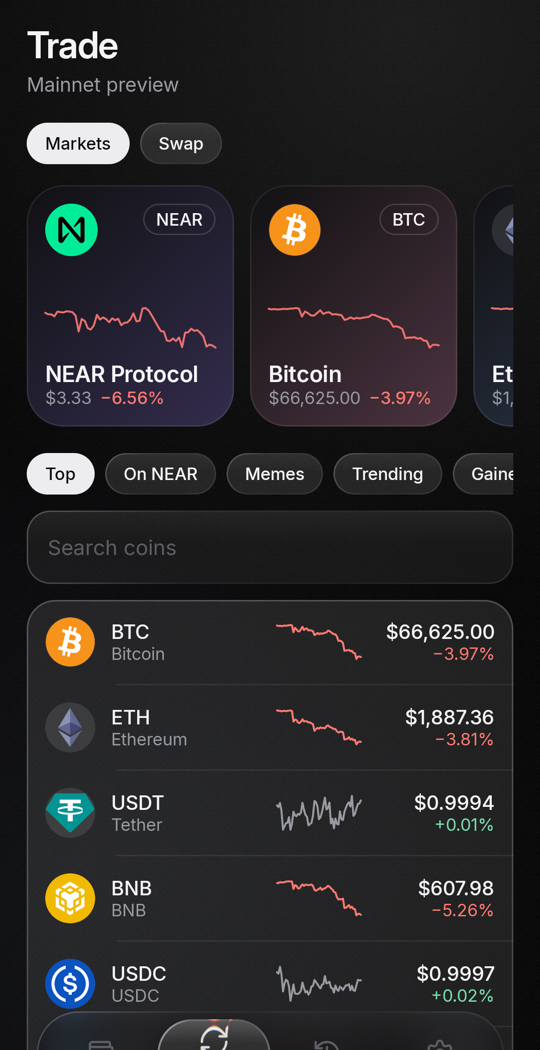 Trade
Mainnet preview
Markets Swap
NEAR BTC
NEAR Protocol Bitcoin
$3.33 −6.56% $66,625.00 −3.97%
Top On NEAR Memes Trending
Search coins
BTC $66,625.00
Bitcoin −3.97%
ETH $1,887.36
Ethereum −3.81%
USDT $0.9994
Tether +0.01%
BNB $607.98
BNB −5.26%
USDC $0.9997
USDC +0.02%